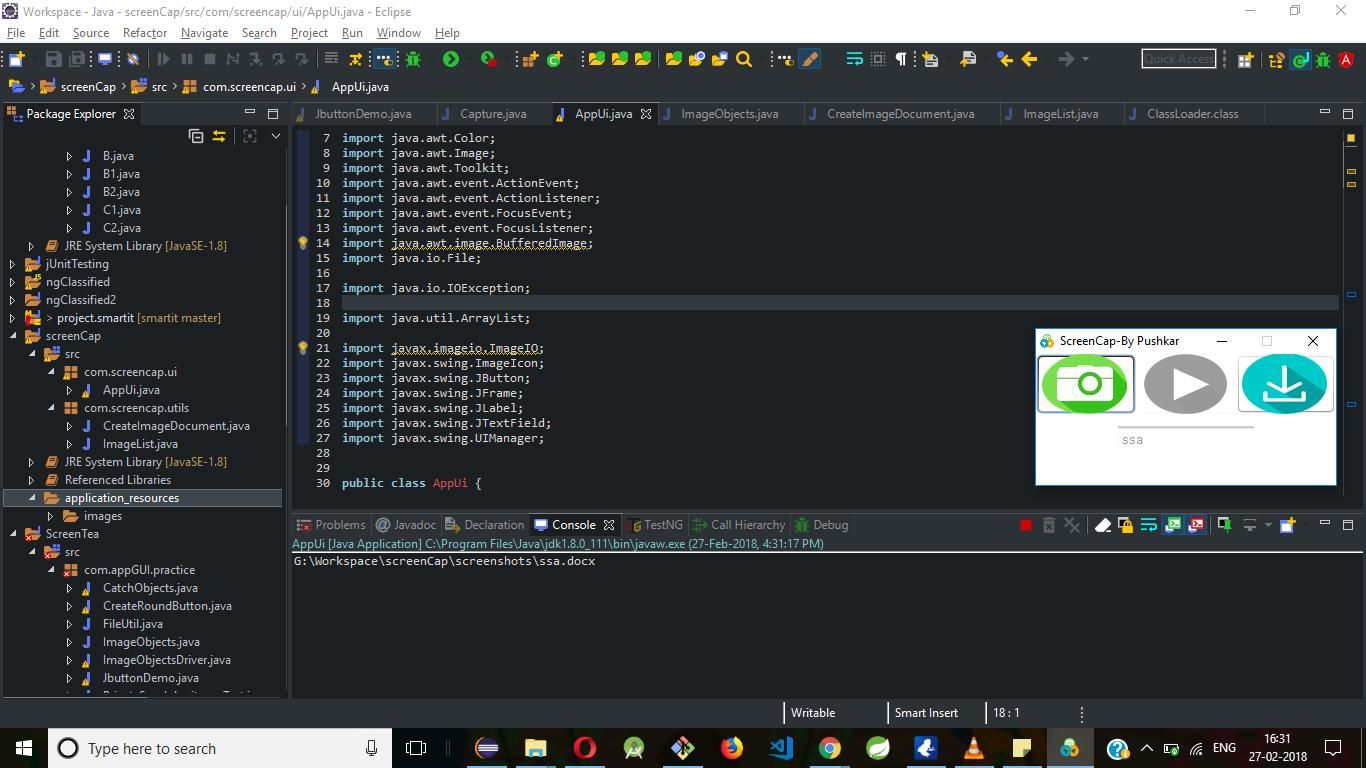 Workspace - Java - screenCap/src/com/screencap/ui/AppUi.java - Eclipse
File Edit Source Refactor Navigate Search Project Run Window Help
Quick Access
screenCap src com.screencap.ui AppUi.java
Package Explorer
B.java
B1.java
B2.java
C1.java
C2.java
JRE System Library [JavaSE-1.8]
jUnitTesting
ngClassified
ngClassified2
> project.smartit [smartit master]
screenCap
src
com.screencap.ui
AppUi.java
com.screencap.utils
CreateImageDocument.java
ImageList.java
JRE System Library [JavaSE-1.8]
Referenced Libraries
application_resources
images
ScreenTea
src
com.appGUI.practice
CatchObjects.java
CreateRoundButton.java
FileUtil.java
ImageObjects.java
ImageObjectsDriver.java
JbuttonDemo.java
JbuttonDemo.java Capture.java AppUi.java ImageObjects.java CreateImageDocument.java ImageList.java ClassLoader.class
7 import java.awt.Color;
8 import java.awt.Image;
9 import java.awt.Toolkit;
10 import java.awt.event.ActionEvent;
11 import java.awt.event.ActionListener;
12 import java.awt.event.FocusEvent;
13 import java.awt.event.FocusListener;
14 import java.awt.image.BufferedImage;
15 import java.io.File;
16
17 import java.io.IOException;
18
19 import java.util.ArrayList;
20
21 import javax.imageio.ImageIO;
22 import javax.swing.ImageIcon;
23 import javax.swing.JButton;
24 import javax.swing.JFrame;
25 import javax.swing.JLabel;
26 import javax.swing.JTextField;
27 import javax.swing.UIManager;
28
29
30 public class AppUi {
ScreenCap-By Pushkar
ssa
Problems Javadoc Declaration Console TestNG Call Hierarchy Debug
AppUi [Java Application] C:\Program Files\Java\jdk1.8.0_111\bin\javaw.exe (27-Feb-2018, 4:31:17 PM)
G:\Workspace\screenCap\screenshots\ssa.docx
Writable Smart Insert 18 : 1
Type here to search
ENG
16:31
27-02-2018